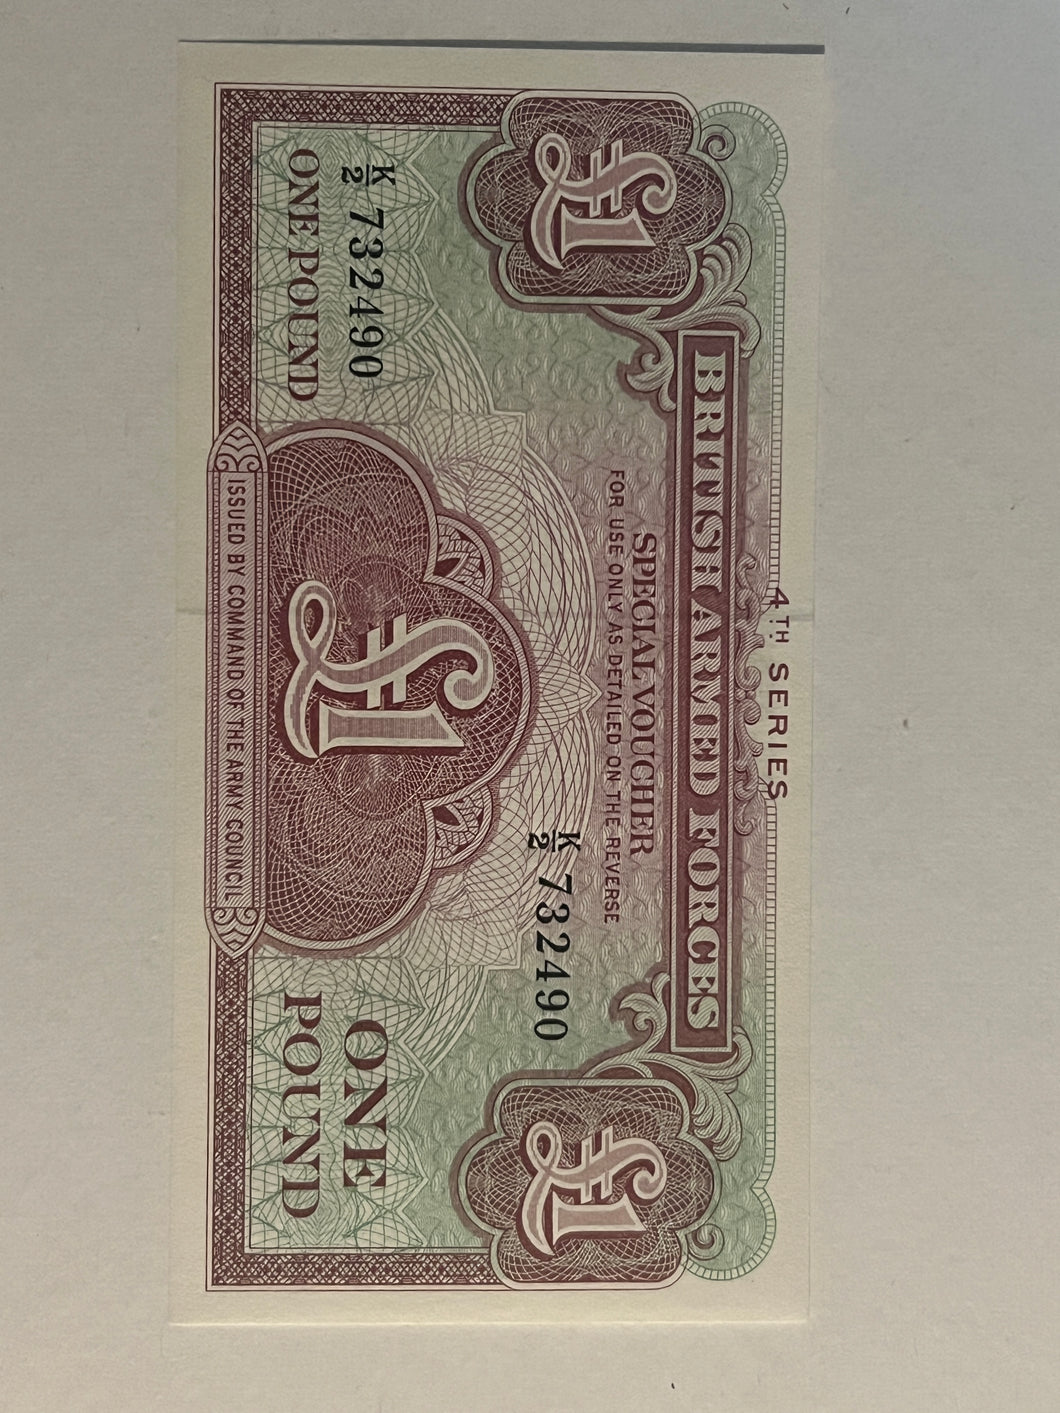 4TH SERIES
£1
BRITISH ARMED FORCES
£1
SPECIAL VOUCHER
FOR USE ONLY AS DETAILED ON THE REVERSE
K/2 732490
K/2 732490
£1
ONE POUND
ONE
POUND
ISSUED BY COMMAND OF THE ARMY COUNCIL